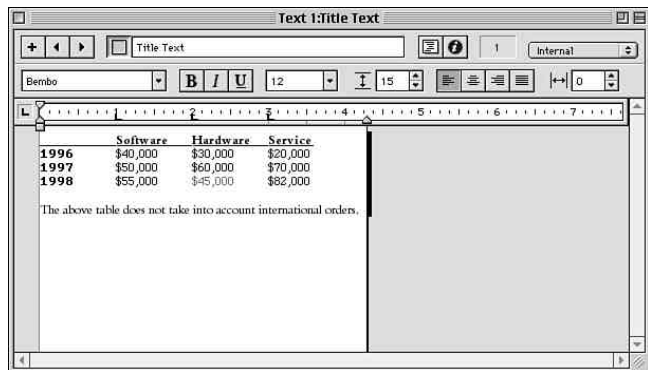 Text 1:Title Text
Title Text
1
Internal
Bembo
B I U
12
15
0
L
1 2 3 4 5 6 7
Software Hardware Service
1996 $40,000 $30,000 $20,000
1997 $50,000 $60,000 $70,000
1998 $55,000 $45,000 $82,000
The above table does not take into account international orders.